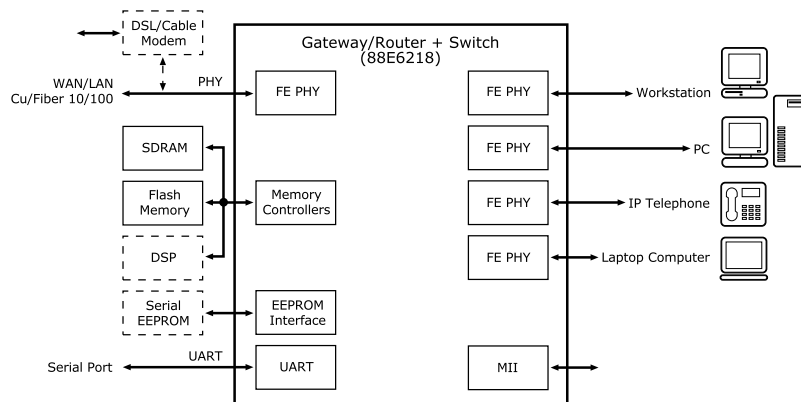 DSL/Cable
Modem
Gateway/Router + Switch
(88E6218)
WAN/LAN
Cu/Fiber 10/100
PHY
FE PHY
FE PHY
Workstation
SDRAM
FE PHY
PC
Flash
Memory
Memory
Controllers
FE PHY
IP Telephone
DSP
FE PHY
Laptop Computer
Serial
EEPROM
EEPROM
Interface
Serial Port
UART
UART
MII